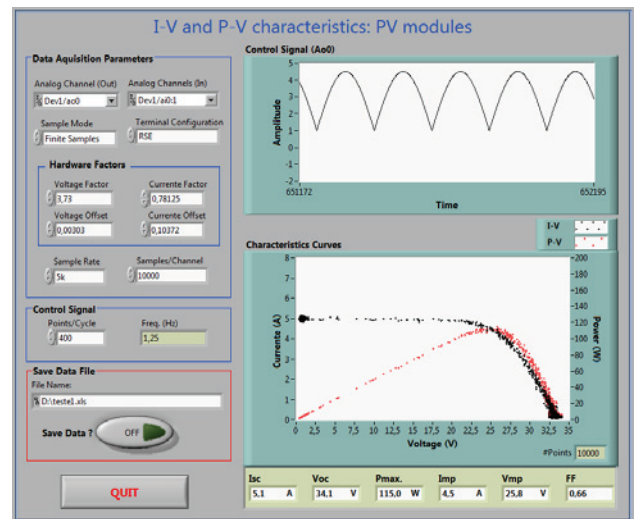 I-V and P-V characteristics: PV modules
Data Aquisition Parameters
Analog Channel (Out) Analog Channels (In)
Dev1/ao0 Dev1/ai0:1
Sample Mode Terminal Configuration
Finite Samples RSE
Hardware Factors
Voltage Factor Currente Factor
3,73 0,78125
Voltage Offset Currente Offset
0,00303 0,10372
Sample Rate Samples/Channel
5k 10000
Control Signal
Points/Cycle Freq. (Hz)
400 1,25
Save Data File
File Name:
D:\teste1.xls
Save Data ? OFF
QUIT
Control Signal (Ao0)
5
4
3
2
1
0
-1
-2
Amplitude
651172 652195
Time
I-V
P-V
Characteristics Curves
8 200
7 180
160
6 140
5 120
4 100
3 80
2 60
40
1 20
0 0
Currente (A)
Power (W)
0 2,5 5 7,5 10 12,5 15 17,5 20 22,5 25 27,5 30 32,5 35
Voltage (V)
#Points 10000
Isc Voc Pmax. Imp Vmp FF
5,1 A 34,1 V 115,0 W 4,5 A 25,8 V 0,66